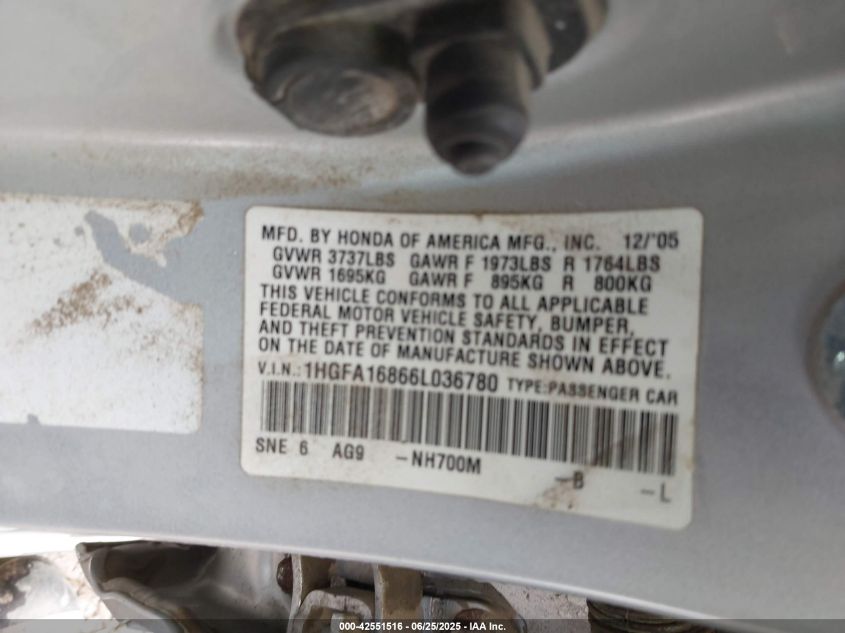 MFD. BY HONDA OF AMERICA MFG., INC. 12/'05
GVWR 3737LBS GAWR F 1973LBS R 1764LBS
GVWR 1695KG GAWR F 895KG R 800KG
THIS VEHICLE CONFORMS TO ALL APPLICABLE
FEDERAL MOTOR VEHICLE SAFETY, BUMPER,
AND THEFT PREVENTION STANDARDS IN EFFECT
ON THE DATE OF MANUFACTURE SHOWN ABOVE.
V.I.N.: 1HGFA16866L036780 TYPE:PASSENGER CAR
SNE 6 AG9 -NH700M -B -L
000-42551516 - 06/25/2025 - IAA Inc.